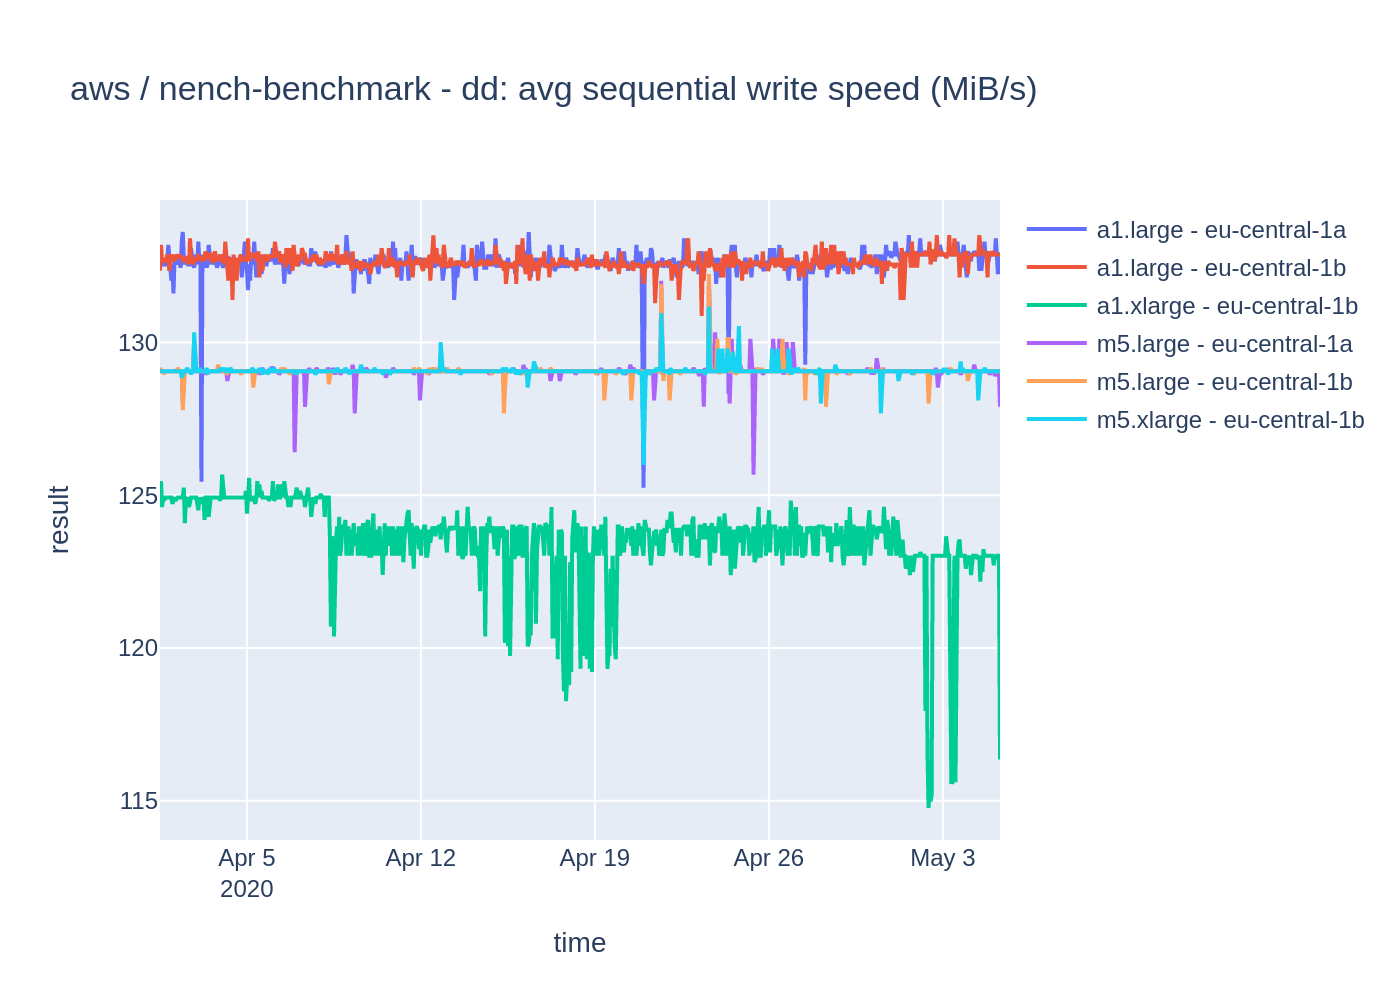 aws / nench-benchmark - dd: avg sequential write speed (MiB/s)
a1.large - eu-central-1a
a1.large - eu-central-1b
a1.xlarge - eu-central-1b
m5.large - eu-central-1a
m5.large - eu-central-1b
m5.xlarge - eu-central-1b
130
125
120
115
result
Apr 5
2020
Apr 12
Apr 19
Apr 26
May 3
time